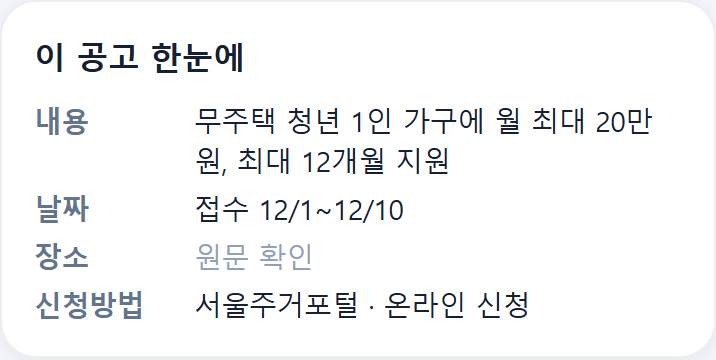 이 공고 한눈에
내용 무주택 청년 1인 가구에 월 최대 20만
원, 최대 12개월 지원
날짜 접수 12/1~12/10
장소 원문 확인
신청방법 서울주거포털 · 온라인 신청